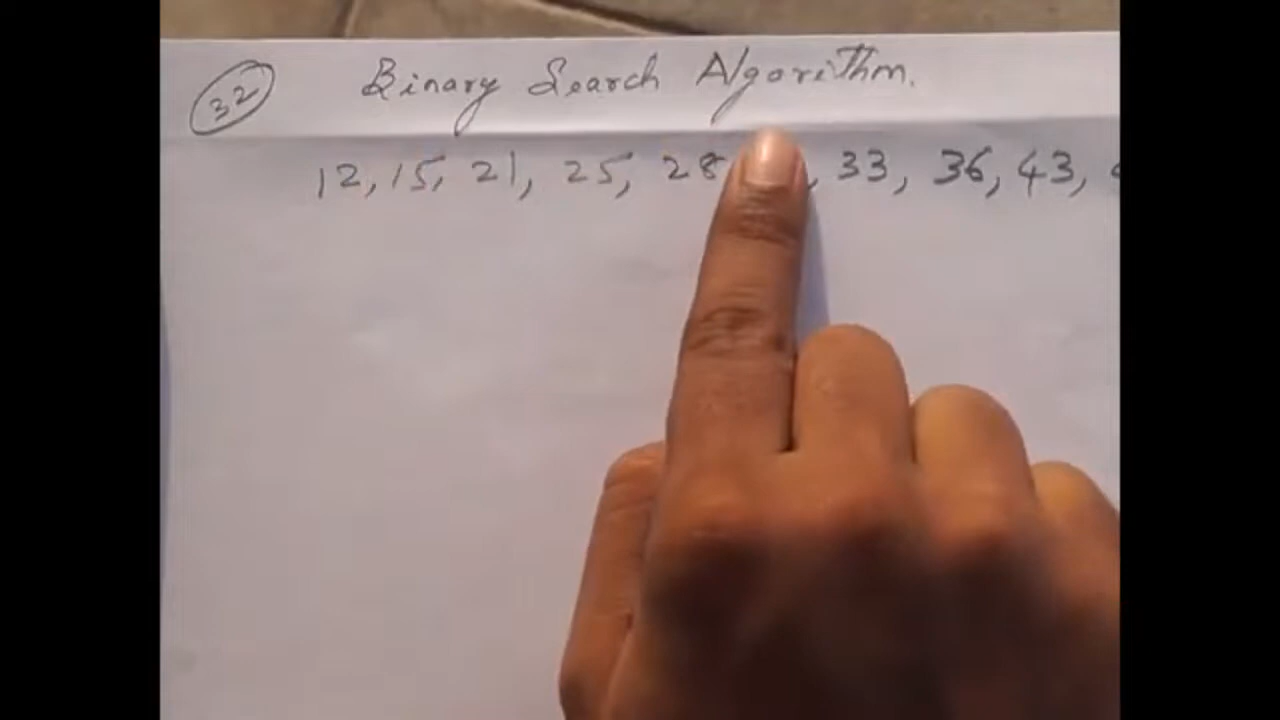 32
Binary Search Algorithm.
12, 15, 21, 25, 28 , 33, 36, 43,